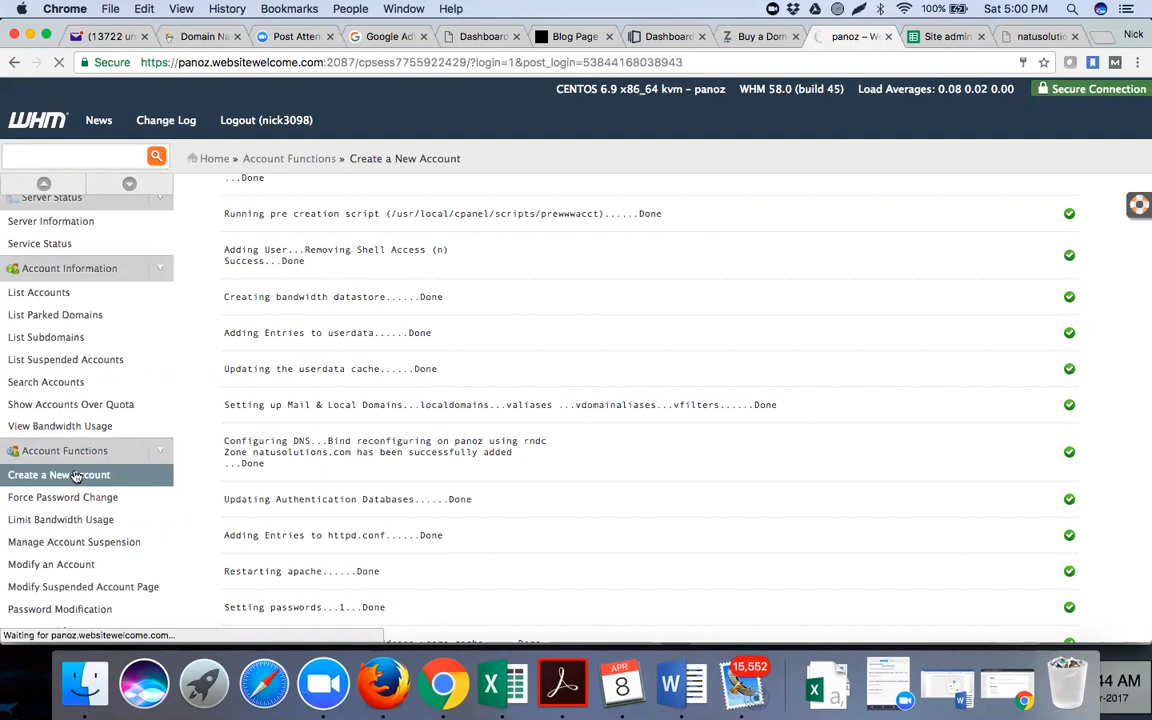 Chrome File Edit View History Bookmarks People Window Help 100% Sat 5:00 PM
(13722 un Domain Na Post Atten Google Ad Dashboard Blog Page Dashboard Buy a Dom panoz – W Site admin natusolutio Nick
Secure https://panoz.websitewelcome.com:2087/cpsess7755922429/?login=1&post_login=53844168038943
CENTOS 6.9 x86_64 kvm – panoz WHM 58.0 (build 45) Load Averages: 0.08 0.02 0.00 Secure Connection
WHM News Change Log Logout (nick3098)
Home » Account Functions » Create a New Account
Server Status
Server Information
Service Status
Account Information
List Accounts
List Parked Domains
List Subdomains
List Suspended Accounts
Search Accounts
Show Accounts Over Quota
View Bandwidth Usage
Account Functions
Create a New Account
Force Password Change
Limit Bandwidth Usage
Manage Account Suspension
Modify an Account
Modify Suspended Account Page
Password Modification
Waiting for panoz.websitewelcome.com...
...Done
Running pre creation script (/usr/local/cpanel/scripts/prewwwacct)......Done
Adding User...Removing Shell Access (n)
Success...Done
Creating bandwidth datastore......Done
Adding Entries to userdata......Done
Updating the userdata cache......Done
Setting up Mail & Local Domains...localdomains...valiases ...vdomainaliases...vfilters......Done
Configuring DNS...Bind reconfiguring on panoz using rndc
Zone natusolutions.com has been successfully added
...Done
Updating Authentication Databases......Done
Adding Entries to httpd.conf......Done
Restarting apache......Done
Setting passwords...1...Done
APR
8
15,552
44 AM
-2017